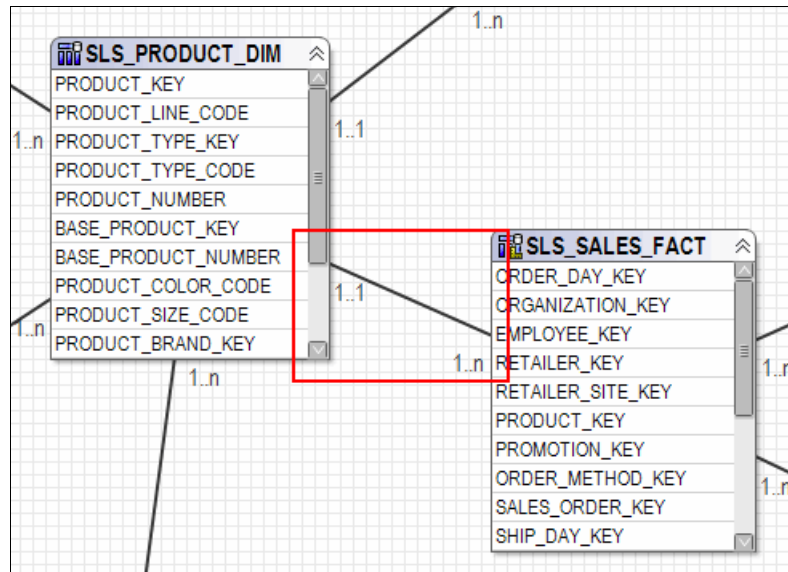 1..n
SLS_PRODUCT_DIM
PRODUCT_KEY
PRODUCT_LINE_CODE
1..1
1..n
PRODUCT_TYPE_KEY
PRODUCT_TYPE_CODE
PRODUCT_NUMBER
BASE_PRODUCT_KEY
BASE_PRODUCT_NUMBER
PRODUCT_COLOR_CODE
1..1
PRODUCT_SIZE_CODE
1..n
PRODUCT_BRAND_KEY
1..n
SLS_SALES_FACT
ORDER_DAY_KEY
ORGANIZATION_KEY
EMPLOYEE_KEY
1..n
RETAILER_KEY
1..n
RETAILER_SITE_KEY
PRODUCT_KEY
PROMOTION_KEY
ORDER_METHOD_KEY
1..n
SALES_ORDER_KEY
SHIP_DAY_KEY